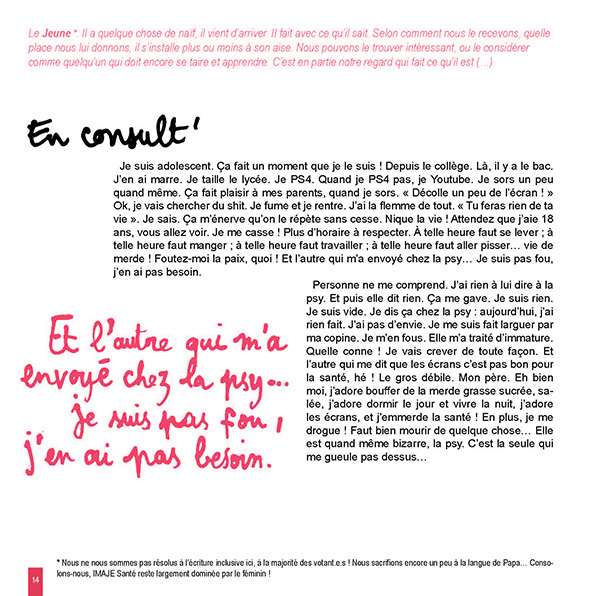 Le Jeune *. Il a quelque chose de naïf, il vient d'arriver. Il fait avec ce qu'il sait. Selon comment nous le recevons, quelle
place nous lui donnons, il s'installe plus ou moins à son aise. Nous pouvons le trouver intéressant, ou le considérer
comme quelqu'un qui doit encore se taire et apprendre. C'est en partie notre regard qui fait ce qu'il est (…)
En consult'
Je suis adolescent. Ça fait un moment que je le suis ! Depuis le collège. Là, il y a le bac.
J'en ai marre. Je taille le lycée. Je PS4. Quand je PS4 pas, je Youtube. Je sors un peu
quand même. Ça fait plaisir à mes parents, quand je sors. « Décolle un peu de l'écran ! »
Ok, je vais chercher du shit. Je fume et je rentre. J'ai la flemme de tout. « Tu feras rien de ta
vie ». Je sais. Ça m'énerve qu'on le répète sans cesse. Nique la vie ! Attendez que j'aie 18
ans, vous allez voir. Je me casse ! Plus d'horaire à respecter. À telle heure faut se lever ; à
telle heure faut manger ; à telle heure faut travailler ; à telle heure faut aller pisser… vie de
merde ! Foutez-moi la paix, quoi ! Et l'autre qui m'a envoyé chez la psy… Je suis pas fou,
j'en ai pas besoin.
Personne ne me comprend. J'ai rien à lui dire à la
psy. Et puis elle dit rien. Ça me gave. Je suis rien.
Je suis vide. Je dis ça chez la psy : aujourd'hui, j'ai
rien fait. J'ai pas d'envie. Je me suis fait larguer par
ma copine. Je m'en fous. Elle m'a traité d'immature.
Quelle conne ! Je vais crever de toute façon. Et
l'autre qui me dit que les écrans c'est pas bon pour
la santé, hé ! Le gros débile. Mon père. Eh bien
moi, j'adore bouffer de la merde grasse sucrée, sa-
lée, j'adore dormir le jour et vivre la nuit, j'adore
les écrans, et j'emmerde la santé ! En plus, je me
drogue ! Faut bien mourir de quelque chose… Elle
est quand même bizarre, la psy. C'est la seule qui
me gueule pas dessus…
Et l'autre qui m'a
envoyé chez la psy...
je suis pas fou,
j'en ai pas besoin.
* Nous ne nous sommes pas résolus à l'écriture inclusive ici, à la majorité des votant.e.s ! Nous sacrifions encore un peu à la langue de Papa… Conso-
lons-nous, IMAJE Santé reste largement dominée par le féminin !
14